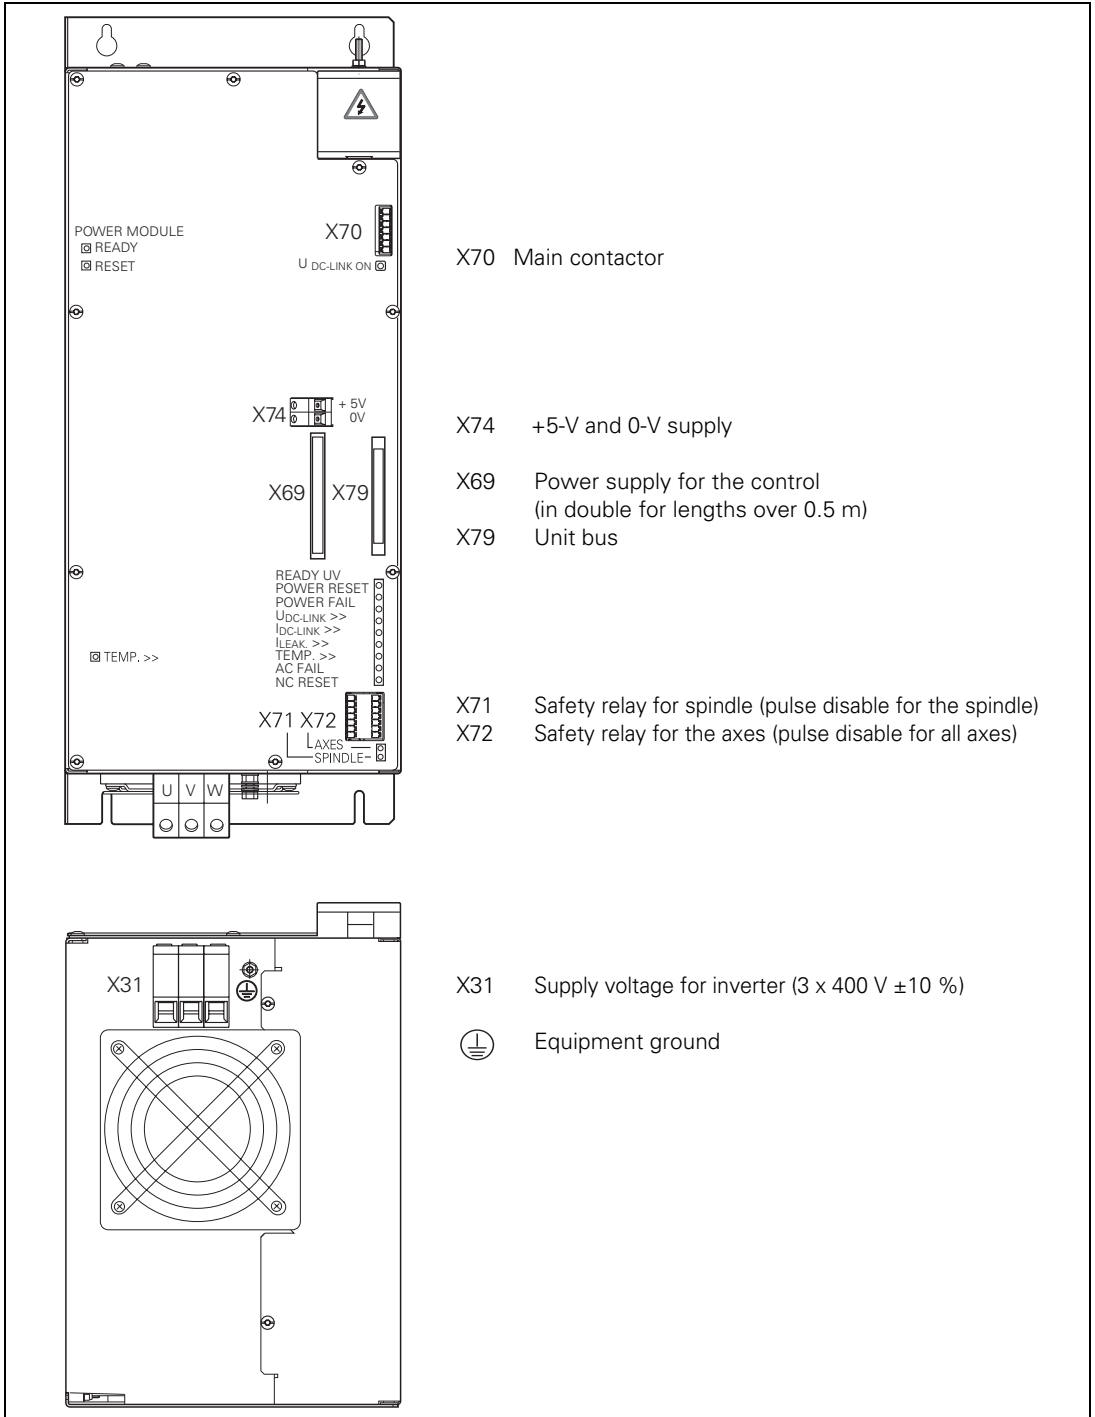 POWER MODULE
READY
RESET
X70
U DC-LINK ON
X70 Main contactor
X74
+ 5V
0V
X74 +5-V and 0-V supply
X69 X79
X69 Power supply for the control
(in double for lengths over 0.5 m)
X79 Unit bus
READY UV
POWER RESET
POWER FAIL
UDC-LINK >>
IDC-LINK >>
ILEAK. >>
TEMP. >>
AC FAIL
NC RESET
TEMP. >>
X71 X72
AXES
SPINDLE
X71 Safety relay for spindle (pulse disable for the spindle)
X72 Safety relay for the axes (pulse disable for all axes)
U V W
X31
X31 Supply voltage for inverter (3 x 400 V ±10 %)
Equipment ground